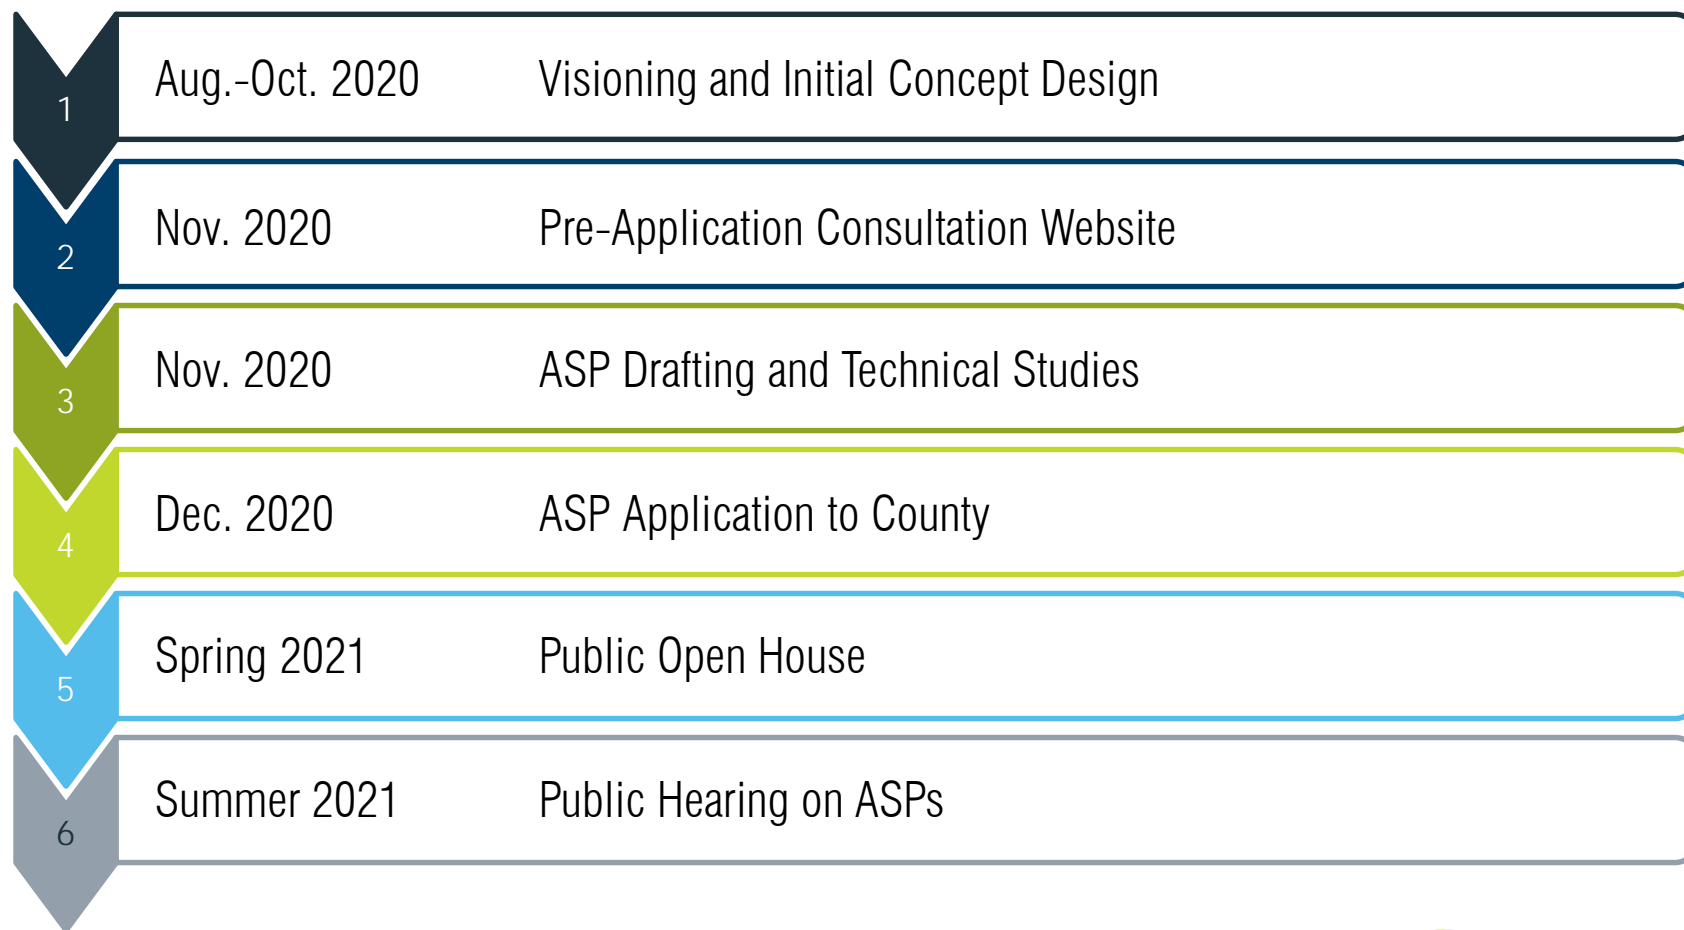 1 Aug.-Oct. 2020 Visioning and Initial Concept Design
2 Nov. 2020 Pre-Application Consultation Website
3 Nov. 2020 ASP Drafting and Technical Studies
4 Dec. 2020 ASP Application to County
5 Spring 2021 Public Open House
6 Summer 2021 Public Hearing on ASPs